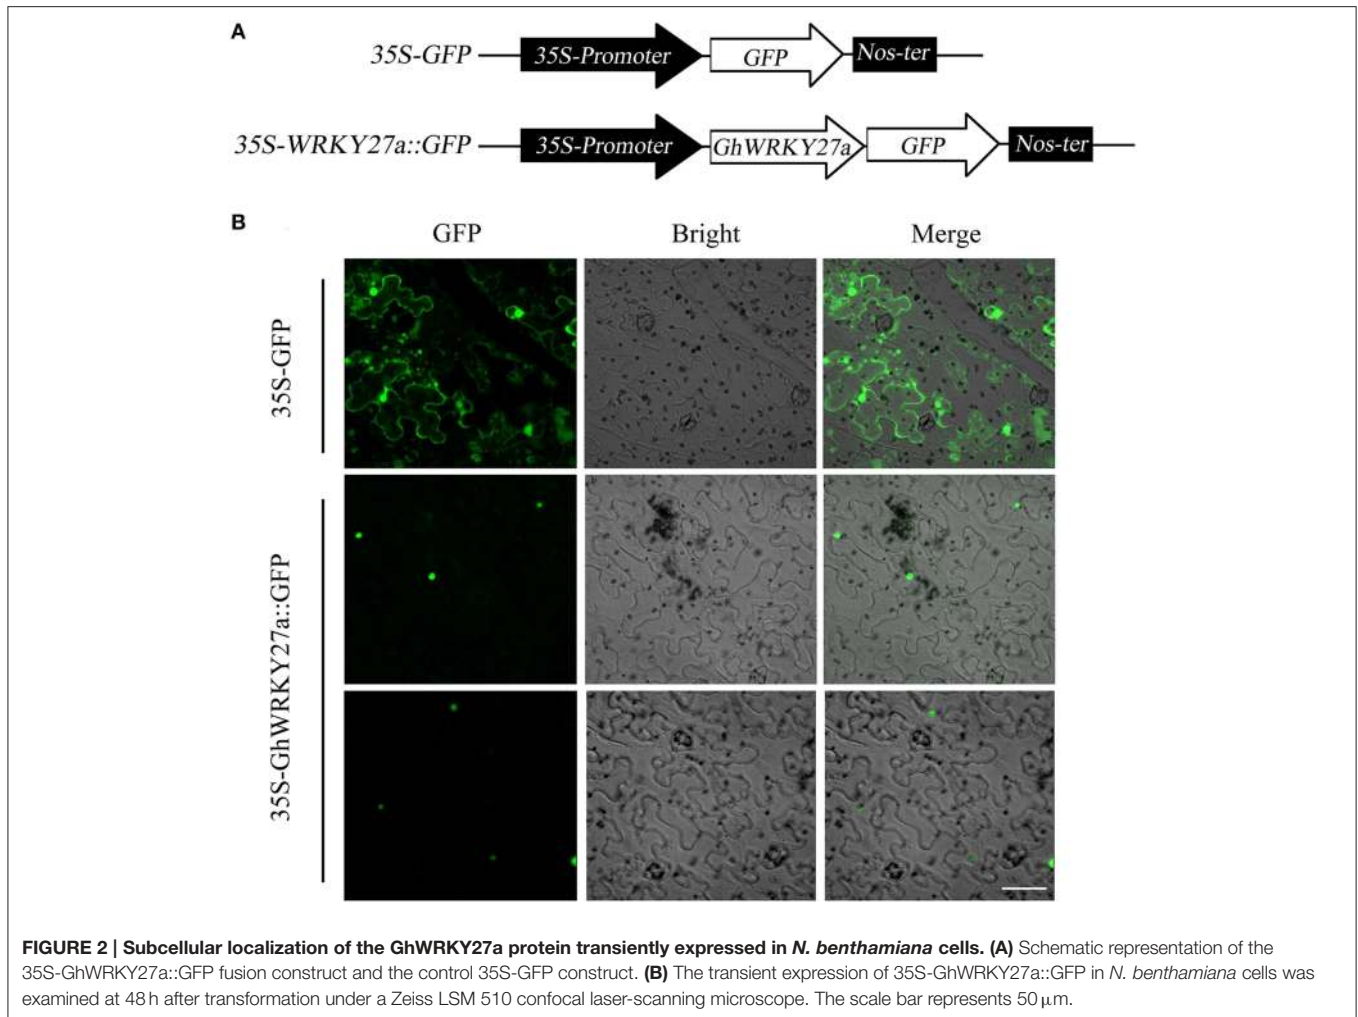 A
35S-GFP 35S-Promoter GFP Nos-ter
35S-WRKY27a::GFP 35S-Promoter GhWRKY27a GFP Nos-ter
B
GFP Bright Merge
35S-GFP
35S-GhWRKY27a::GFP
FIGURE 2 | Subcellular localization of the GhWRKY27a protein transiently expressed in N. benthamiana cells. (A) Schematic representation of the
35S-GhWRKY27a::GFP fusion construct and the control 35S-GFP construct. (B) The transient expression of 35S-GhWRKY27a::GFP in N. benthamiana cells was
examined at 48 h after transformation under a Zeiss LSM 510 confocal laser-scanning microscope. The scale bar represents 50 μm.